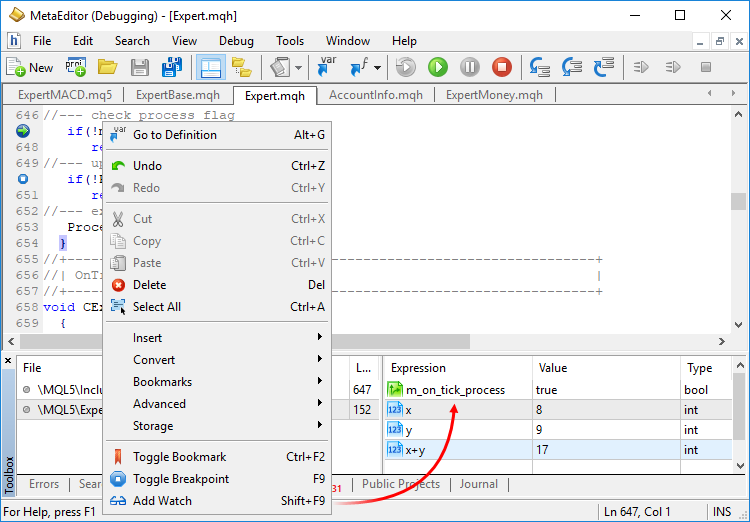 MetaEditor (Debugging) - [Expert.mqh]
File Edit Search View Debug Tools Window Help
New
ExpertMACD.mq5 ExpertBase.mqh Expert.mqh AccountInfo.mqh ExpertMoney.mqh
646 //--- check process flag
if(!
648 re
649 //--- up
if(!
651 re
652 //--- ex
653 Proce
654 }
655 //+--- ---+
656 //| OnT |
657 //+--- ---+
658 void CEx
659 {
Go to Definition Alt+G
Undo Ctrl+Z
Redo Ctrl+Y
Cut Ctrl+X
Copy Ctrl+C
Paste Ctrl+V
Delete Del
Select All Ctrl+A
Insert
Convert
Bookmarks
Advanced
Storage
Toggle Bookmark Ctrl+F2
Toggle Breakpoint F9
Add Watch Shift+F9
File L...
\MQL5\Inclu 647
\MQL5\Expe 152
Expression Value Type
m_on_tick_process true bool
x 8 int
y 9 int
x+y 17 int
Toolbox
Errors Sear 31 Public Projects Journal
For Help, press F1 Ln 647, Col 1 INS